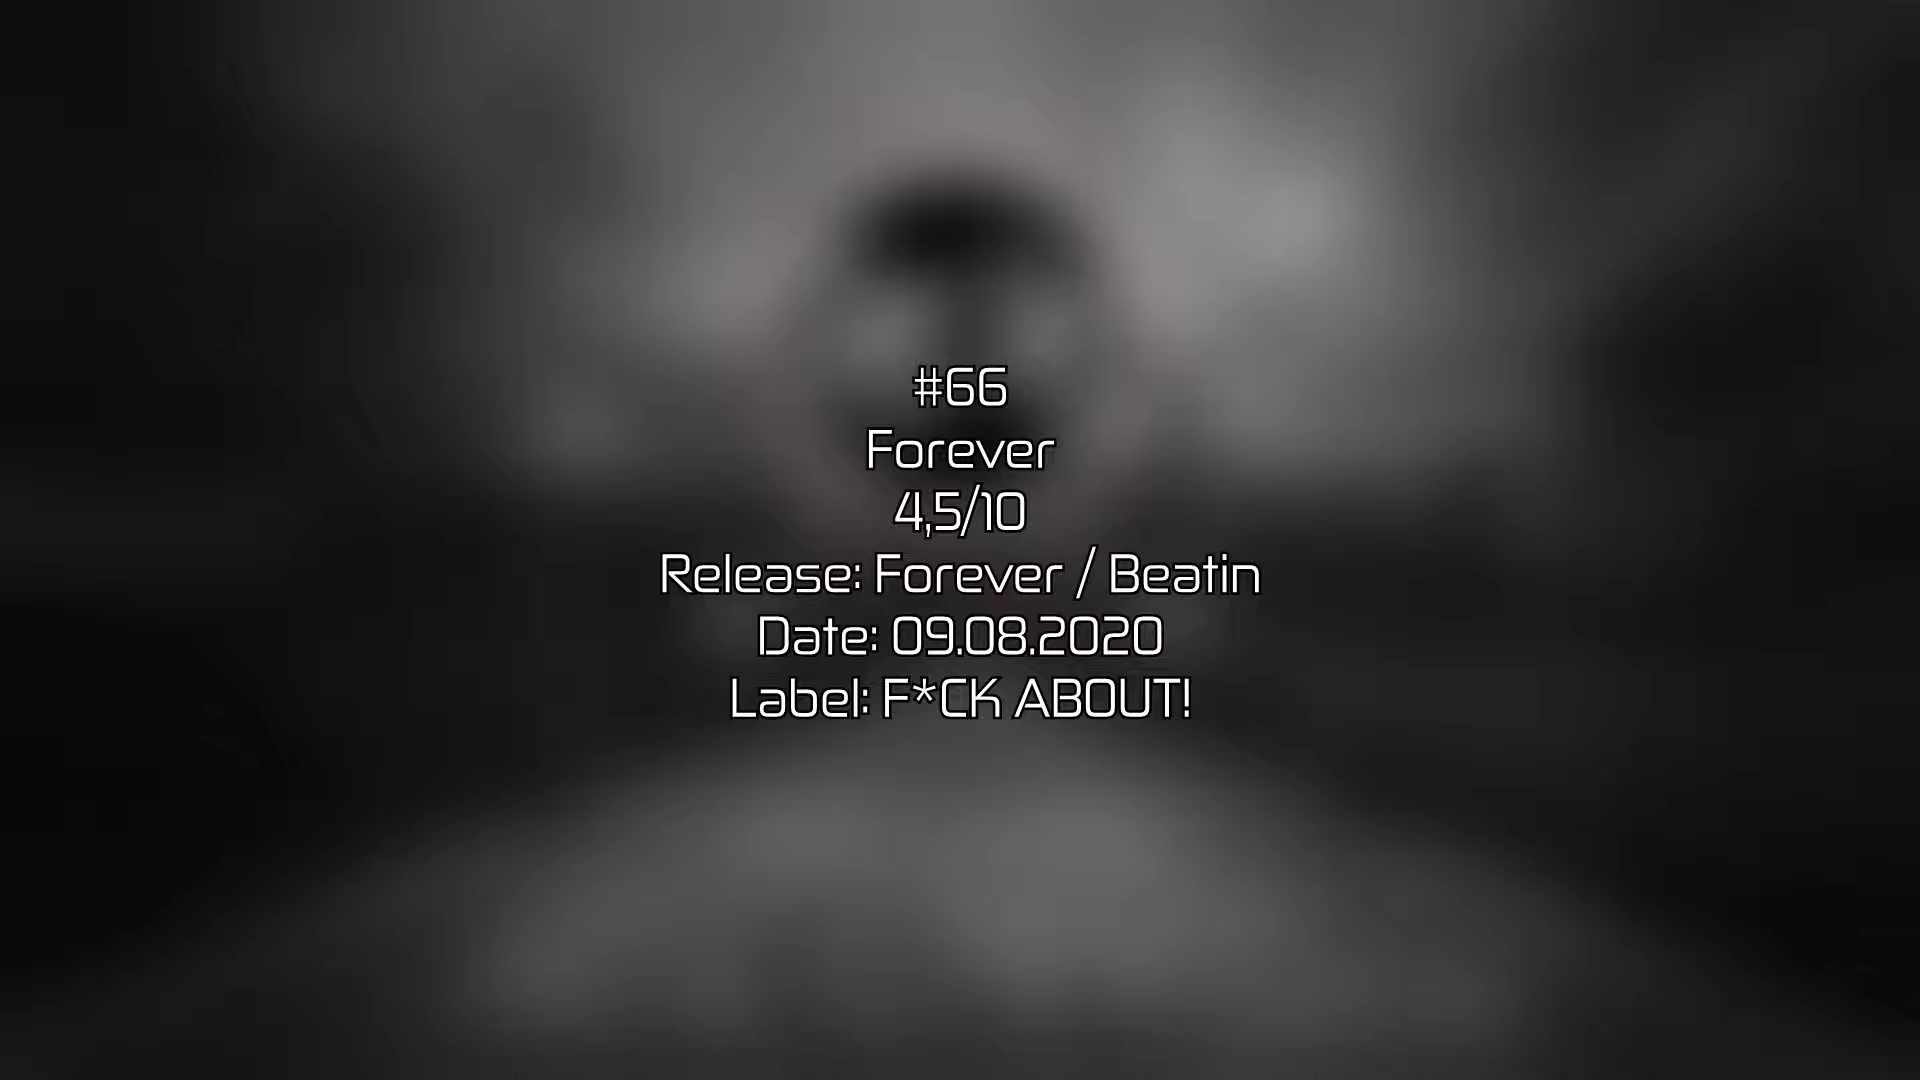 #66
Forever
4,5/10
Release: Forever / Beatin
Date: 09.08.2020
Label: F*CK ABOUT!